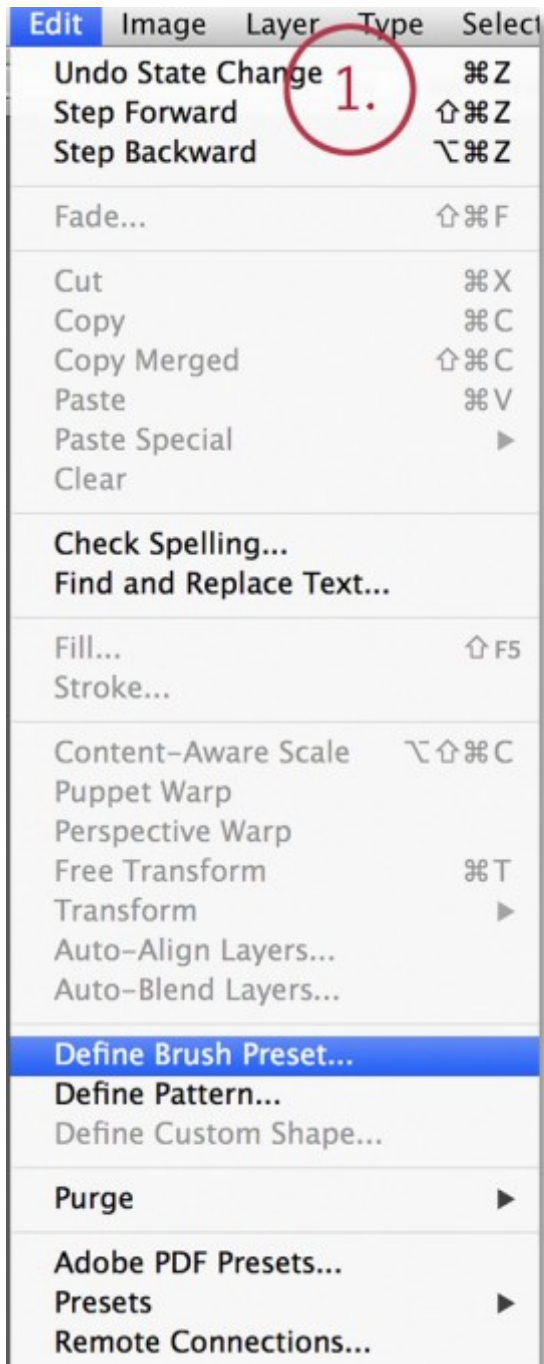 Edit Image Layer Type Select
1.
Undo State Change ⌘Z
Step Forward ⇧⌘Z
Step Backward ⌥⌘Z
Fade... ⇧⌘F
Cut ⌘X
Copy ⌘C
Copy Merged ⇧⌘C
Paste ⌘V
Paste Special ▶
Clear
Check Spelling...
Find and Replace Text...
Fill... ⇧F5
Stroke...
Content-Aware Scale ⌥⇧⌘C
Puppet Warp
Perspective Warp
Free Transform ⌘T
Transform ▶
Auto-Align Layers...
Auto-Blend Layers...
Define Brush Preset...
Define Pattern...
Define Custom Shape...
Purge ▶
Adobe PDF Presets...
Presets ▶
Remote Connections...